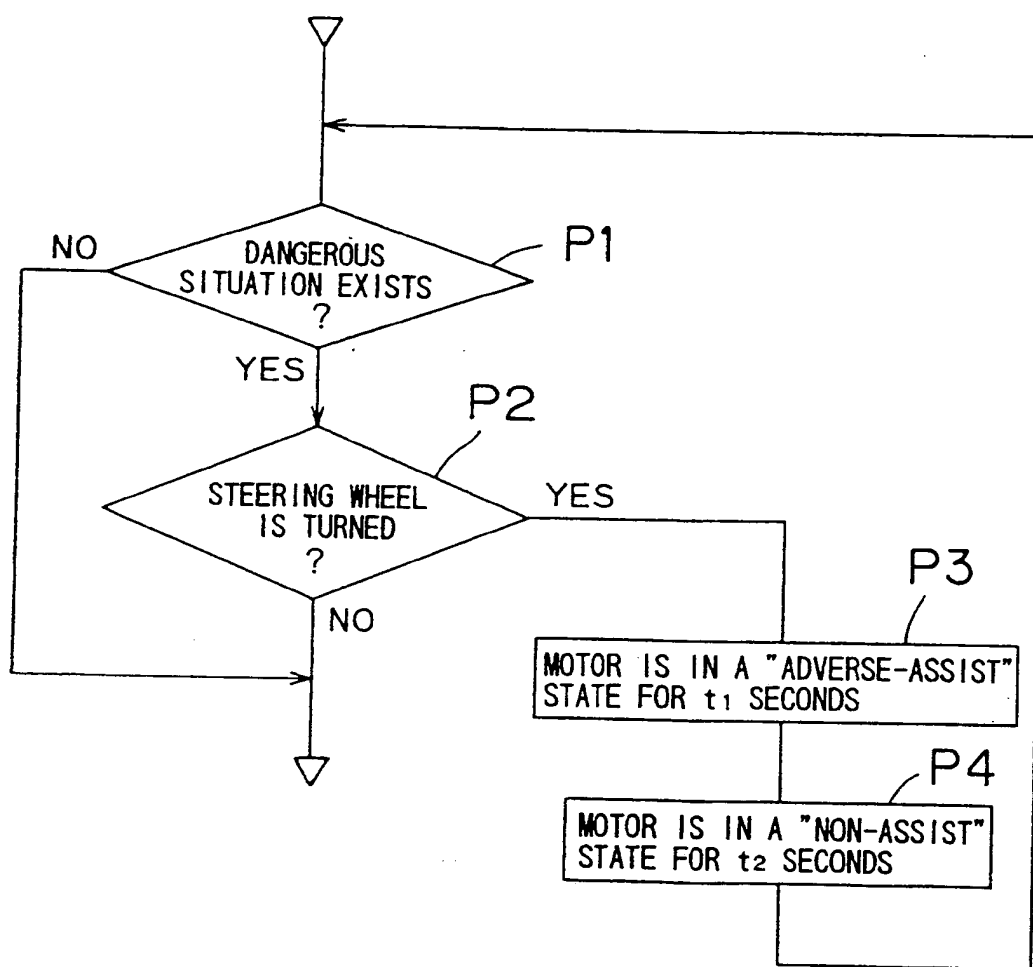 NO
DANGEROUS
SITUATION EXISTS
?
P1
YES
P2
STEERING WHEEL
IS TURNED
?
YES
NO
P3
MOTOR IS IN A "ADVERSE-ASSIST"
STATE FOR t1 SECONDS
P4
MOTOR IS IN A "NON-ASSIST"
STATE FOR t2 SECONDS